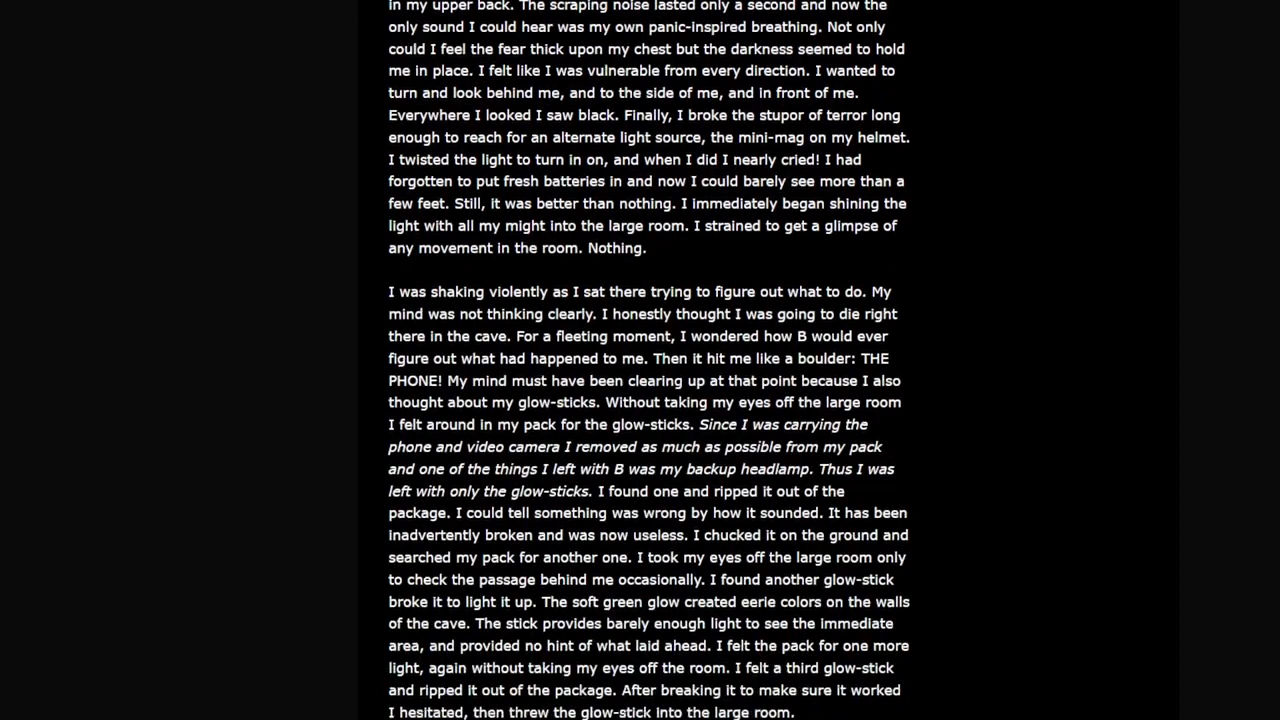 in my upper back. The scraping noise lasted only a second and now the
only sound I could hear was my own panic-inspired breathing. Not only
could I feel the fear thick upon my chest but the darkness seemed to hold
me in place. I felt like I was vulnerable from every direction. I wanted to
turn and look behind me, and to the side of me, and in front of me.
Everywhere I looked I saw black. Finally, I broke the stupor of terror long
enough to reach for an alternate light source, the mini-mag on my helmet.
I twisted the light to turn in on, and when I did I nearly cried! I had
forgotten to put fresh batteries in and now I could barely see more than a
few feet. Still, it was better than nothing. I immediately began shining the
light with all my might into the large room. I strained to get a glimpse of
any movement in the room. Nothing.
I was shaking violently as I sat there trying to figure out what to do. My
mind was not thinking clearly. I honestly thought I was going to die right
there in the cave. For a fleeting moment, I wondered how B would ever
figure out what had happened to me. Then it hit me like a boulder: THE
PHONE! My mind must have been clearing up at that point because I also
thought about my glow-sticks. Without taking my eyes off the large room
I felt around in my pack for the glow-sticks. Since I was carrying the
phone and video camera I removed as much as possible from my pack
and one of the things I left with B was my backup headlamp. Thus I was
left with only the glow-sticks. I found one and ripped it out of the
package. I could tell something was wrong by how it sounded. It has been
inadvertently broken and was now useless. I chucked it on the ground and
searched my pack for another one. I took my eyes off the large room only
to check the passage behind me occasionally. I found another glow-stick
broke it to light it up. The soft green glow created eerie colors on the walls
of the cave. The stick provides barely enough light to see the immediate
area, and provided no hint of what laid ahead. I felt the pack for one more
light, again without taking my eyes off the room. I felt a third glow-stick
and ripped it out of the package. After breaking it to make sure it worked
I hesitated, then threw the glow-stick into the large room.